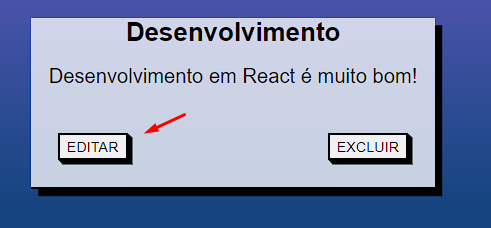 Desenvolvimento
Desenvolvimento em React é muito bom!
EDITAR
EXCLUIR